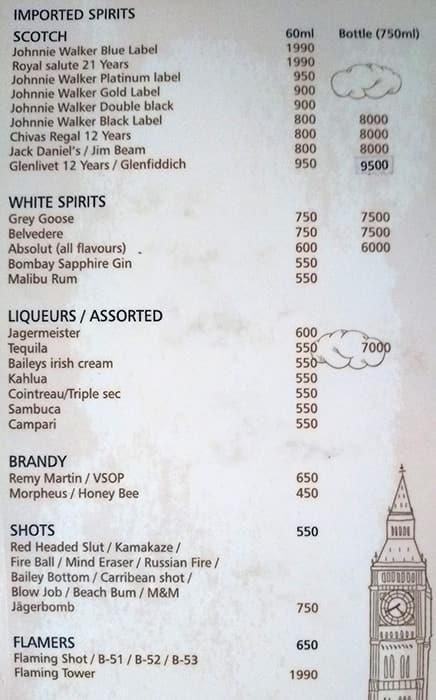 IMPORTED SPIRITS
SCOTCH 60ml Bottle (750ml)
Johnnie Walker Blue Label 1990
Royal salute 21 Years 1990
Johnnie Walker Platinum label 950
Johnnie Walker Gold Label 900
Johnnie Walker Double black 900
Johnnie Walker Black Label 800 8000
Chivas Regal 12 Years 800 8000
Jack Daniel's / Jim Beam 800 8000
Glenlivet 12 Years / Glenfiddich 950 9500
WHITE SPIRITS
Grey Goose 750 7500
Belvedere 750 7500
Absolut (all flavours) 600 6000
Bombay Sapphire Gin 550
Malibu Rum 550
LIQUEURS / ASSORTED
Jagermeister 600
Tequila 550 7000
Baileys irish cream 550
Kahlua 550
Cointreau/Triple sec 550
Sambuca 550
Campari 550
BRANDY
Remy Martin / VSOP 650
Morpheus / Honey Bee 450
SHOTS 550
Red Headed Slut / Kamakaze /
Fire Ball / Mind Eraser / Russian Fire /
Bailey Bottom / Carribean shot /
Blow Job / Beach Bum / M&M
Jägerbomb 750
FLAMERS 650
Flaming Shot / B-51 / B-52 / B-53
Flaming Tower 1990